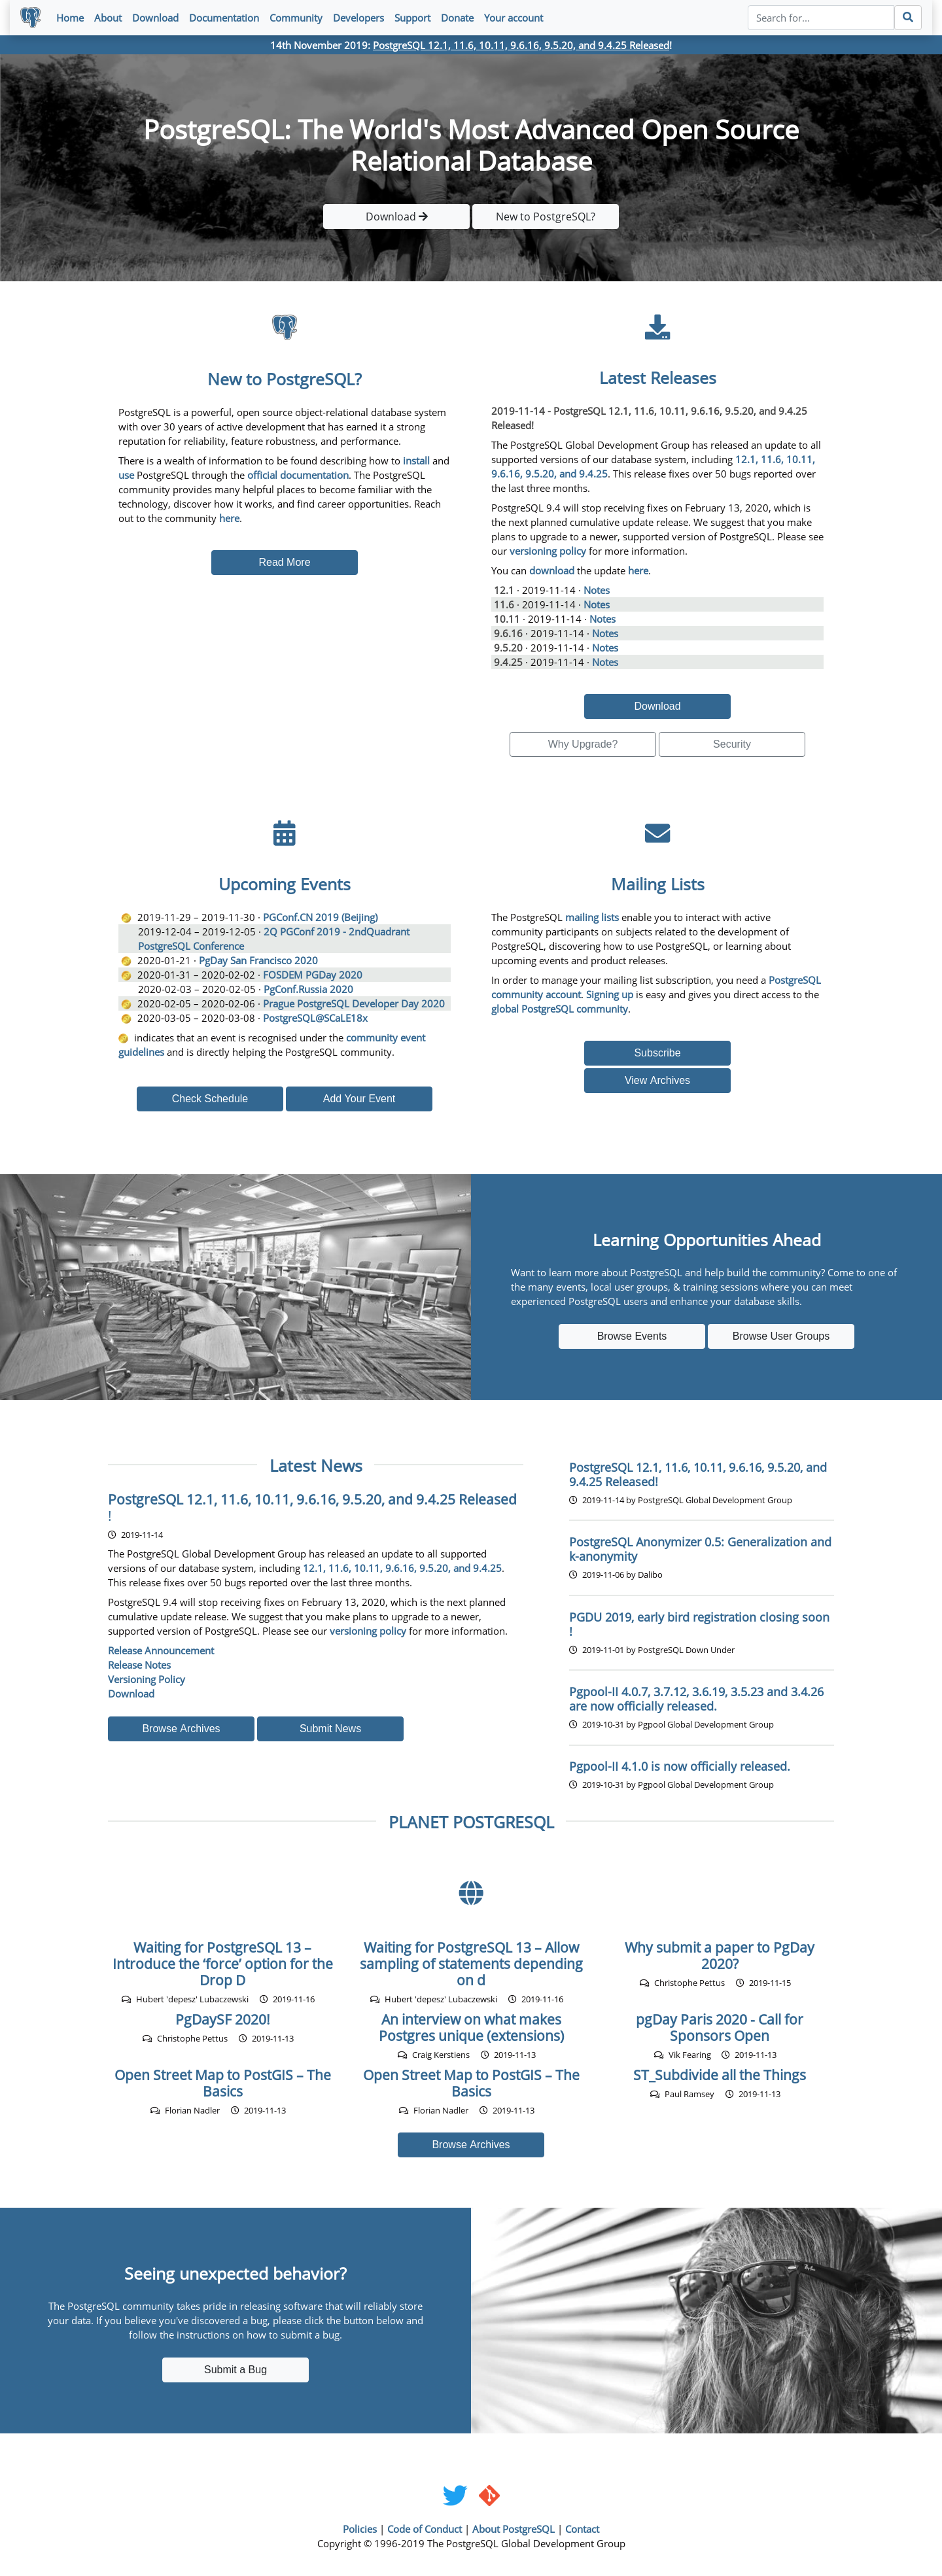 Home About Download Documentation Community Developers Support Donate Your account Search for...
14th November 2019: PostgreSQL 12.1, 11.6, 10.11, 9.6.16, 9.5.20, and 9.4.25 Released!
PostgreSQL: The World's Most Advanced Open Source
Relational Database
Download New to PostgreSQL?
New to PostgreSQL?
PostgreSQL is a powerful, open source object-relational database system
with over 30 years of active development that has earned it a strong
reputation for reliability, feature robustness, and performance.
There is a wealth of information to be found describing how to install and
use PostgreSQL through the official documentation. The PostgreSQL
community provides many helpful places to become familiar with the
technology, discover how it works, and find career opportunities. Reach
out to the community here.
Read More
Latest Releases
2019-11-14 - PostgreSQL 12.1, 11.6, 10.11, 9.6.16, 9.5.20, and 9.4.25
Released!
The PostgreSQL Global Development Group has released an update to all
supported versions of our database system, including 12.1, 11.6, 10.11,
9.6.16, 9.5.20, and 9.4.25. This release fixes over 50 bugs reported over
the last three months.
PostgreSQL 9.4 will stop receiving fixes on February 13, 2020, which is
the next planned cumulative update release. We suggest that you make
plans to upgrade to a newer, supported version of PostgreSQL. Please see
our versioning policy for more information.
You can download the update here.
12.1 · 2019-11-14 · Notes
11.6 · 2019-11-14 · Notes
10.11 · 2019-11-14 · Notes
9.6.16 · 2019-11-14 · Notes
9.5.20 · 2019-11-14 · Notes
9.4.25 · 2019-11-14 · Notes
Download
Why Upgrade? Security
Upcoming Events
2019-11-29 – 2019-11-30 · PGConf.CN 2019 (Beijing)
2019-12-04 – 2019-12-05 · 2Q PGConf 2019 - 2ndQuadrant
PostgreSQL Conference
2020-01-21 · PgDay San Francisco 2020
2020-01-31 – 2020-02-02 · FOSDEM PGDay 2020
2020-02-03 – 2020-02-05 · PgConf.Russia 2020
2020-02-05 – 2020-02-06 · Prague PostgreSQL Developer Day 2020
2020-03-05 – 2020-03-08 · PostgreSQL@SCaLE18x
indicates that an event is recognised under the community event
guidelines and is directly helping the PostgreSQL community.
Check Schedule Add Your Event
Mailing Lists
The PostgreSQL mailing lists enable you to interact with active
community participants on subjects related to the development of
PostgreSQL, discovering how to use PostgreSQL, or learning about
upcoming events and product releases.
In order to manage your mailing list subscription, you need a PostgreSQL
community account. Signing up is easy and gives you direct access to the
global PostgreSQL community.
Subscribe
View Archives
Learning Opportunities Ahead
Want to learn more about PostgreSQL and help build the community? Come to one of
the many events, local user groups, & training sessions where you can meet
experienced PostgreSQL users and enhance your database skills.
Browse Events Browse User Groups
Latest News
PostgreSQL 12.1, 11.6, 10.11, 9.6.16, 9.5.20, and 9.4.25 Released
!
2019-11-14
The PostgreSQL Global Development Group has released an update to all supported
versions of our database system, including 12.1, 11.6, 10.11, 9.6.16, 9.5.20, and 9.4.25.
This release fixes over 50 bugs reported over the last three months.
PostgreSQL 9.4 will stop receiving fixes on February 13, 2020, which is the next planned
cumulative update release. We suggest that you make plans to upgrade to a newer,
supported version of PostgreSQL. Please see our versioning policy for more information.
Release Announcement
Release Notes
Versioning Policy
Download
Browse Archives Submit News
PostgreSQL 12.1, 11.6, 10.11, 9.6.16, 9.5.20, and
9.4.25 Released!
2019-11-14 by PostgreSQL Global Development Group
PostgreSQL Anonymizer 0.5: Generalization and
k-anonymity
2019-11-06 by Dalibo
PGDU 2019, early bird registration closing soon
!
2019-11-01 by PostgreSQL Down Under
Pgpool-II 4.0.7, 3.7.12, 3.6.19, 3.5.23 and 3.4.26
are now officially released.
2019-10-31 by Pgpool Global Development Group
Pgpool-II 4.1.0 is now officially released.
2019-10-31 by Pgpool Global Development Group
PLANET POSTGRESQL
Waiting for PostgreSQL 13 –
Introduce the ‘force’ option for the
Drop D
Hubert 'depesz' Lubaczewski 2019-11-16
Waiting for PostgreSQL 13 – Allow
sampling of statements depending
on d
Hubert 'depesz' Lubaczewski 2019-11-16
Why submit a paper to PgDay
2020?
Christophe Pettus 2019-11-15
PgDaySF 2020!
Christophe Pettus 2019-11-13
An interview on what makes
Postgres unique (extensions)
Craig Kerstiens 2019-11-13
pgDay Paris 2020 - Call for
Sponsors Open
Vik Fearing 2019-11-13
Open Street Map to PostGIS – The
Basics
Florian Nadler 2019-11-13
Open Street Map to PostGIS – The
Basics
Florian Nadler 2019-11-13
ST_Subdivide all the Things
Paul Ramsey 2019-11-13
Browse Archives
Seeing unexpected behavior?
The PostgreSQL community takes pride in releasing software that will reliably store
your data. If you believe you've discovered a bug, please click the button below and
follow the instructions on how to submit a bug.
Submit a Bug
Policies | Code of Conduct | About PostgreSQL | Contact
Copyright © 1996-2019 The PostgreSQL Global Development Group